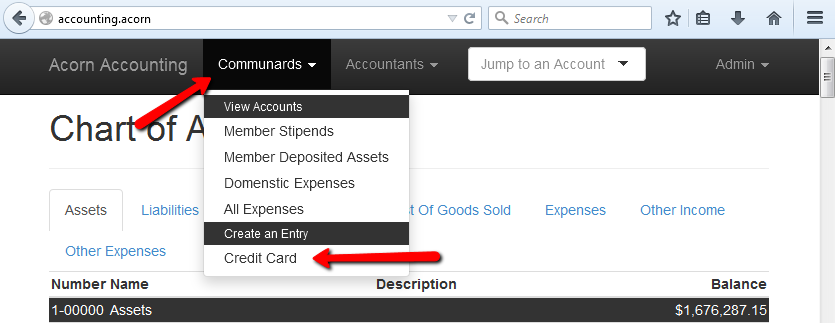 accounting.acorn
Search
Acorn Accounting Communards Accountants Jump to an Account Admin
View Accounts
Chart of A
Member Stipends
Member Deposited Assets
Domenstic Expenses
All Expenses
Create an Entry
Credit Card
Assets Liabilities st Of Goods Sold Expenses Other Income
Other Expenses
Number Name Description Balance
1-00000 Assets $1,676,287.15